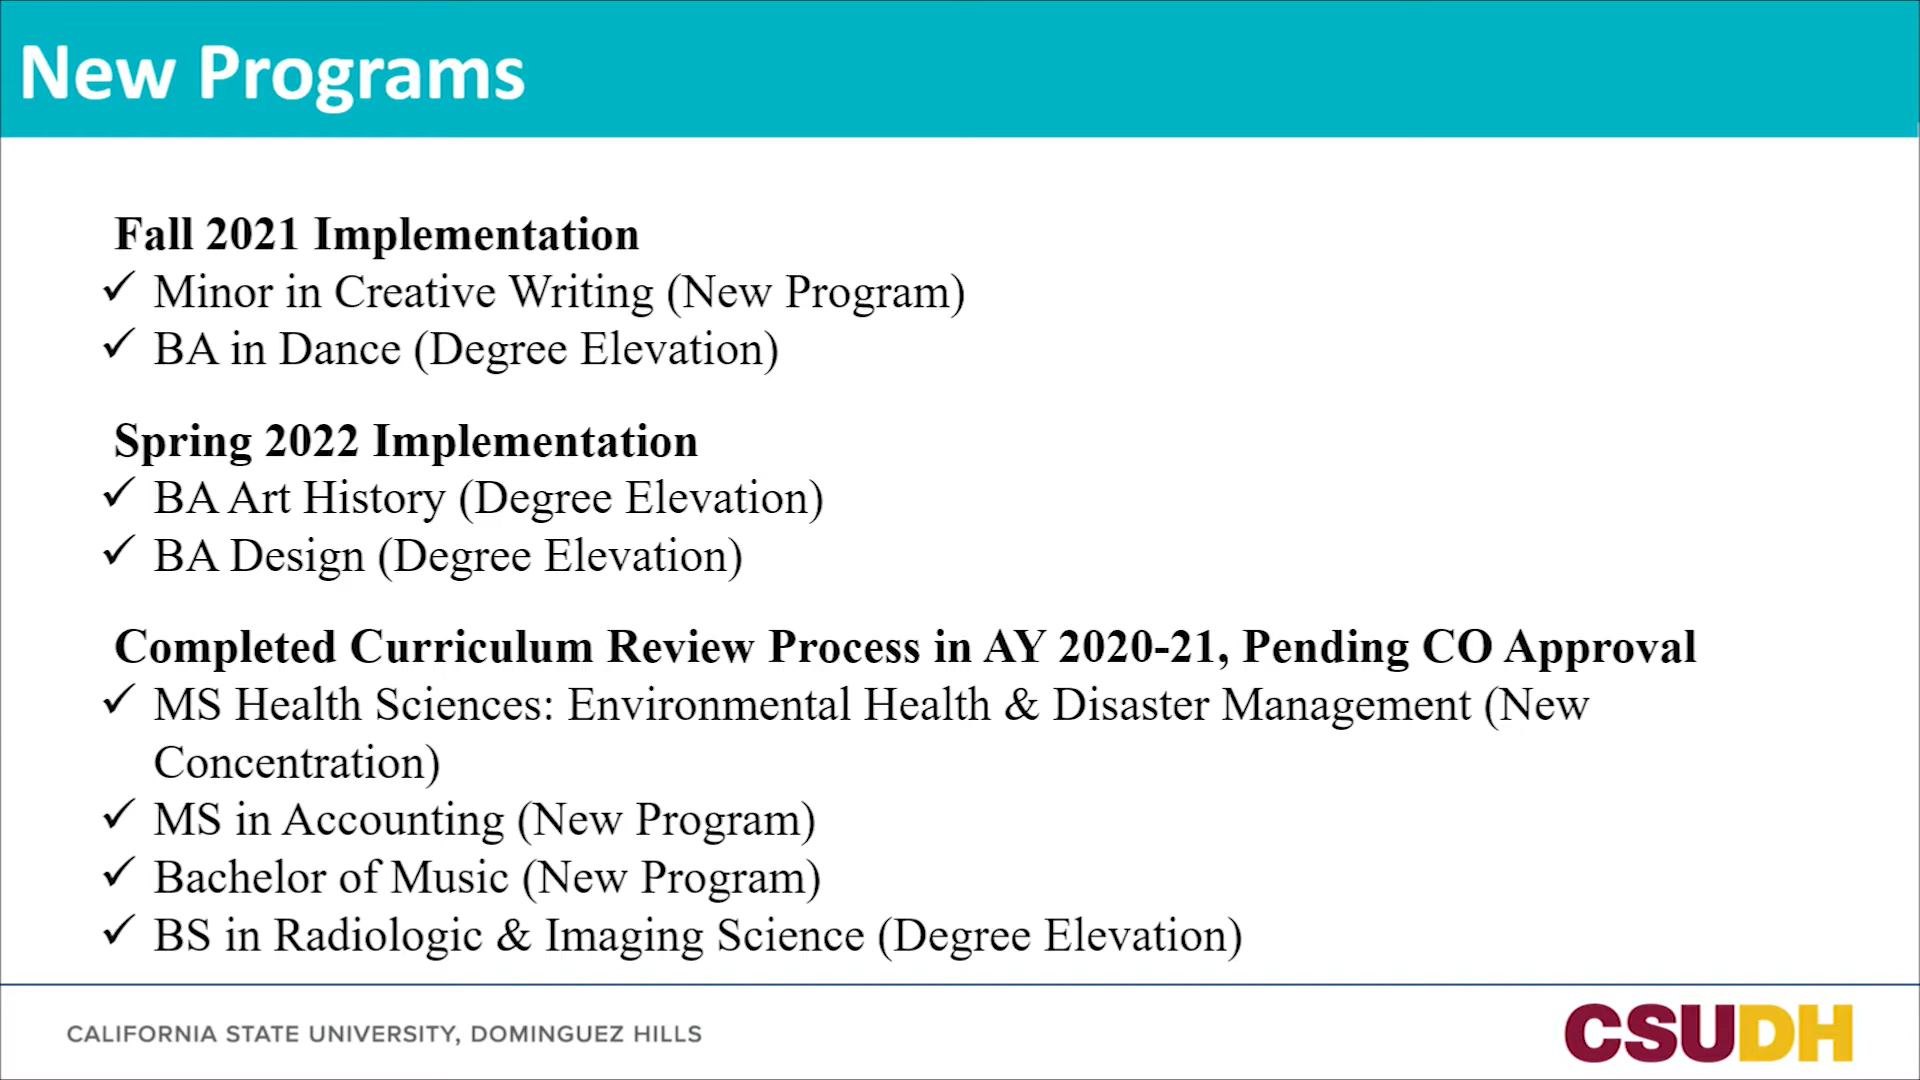 New Programs
Fall 2021 Implementation
✓ Minor in Creative Writing (New Program)
✓ BA in Dance (Degree Elevation)
Spring 2022 Implementation
✓ BA Art History (Degree Elevation)
✓ BA Design (Degree Elevation)
Completed Curriculum Review Process in AY 2020-21, Pending CO Approval
✓ MS Health Sciences: Environmental Health & Disaster Management (New
Concentration)
✓ MS in Accounting (New Program)
✓ Bachelor of Music (New Program)
✓ BS in Radiologic & Imaging Science (Degree Elevation)
CALIFORNIA STATE UNIVERSITY, DOMINGUEZ HILLS
CSUDH